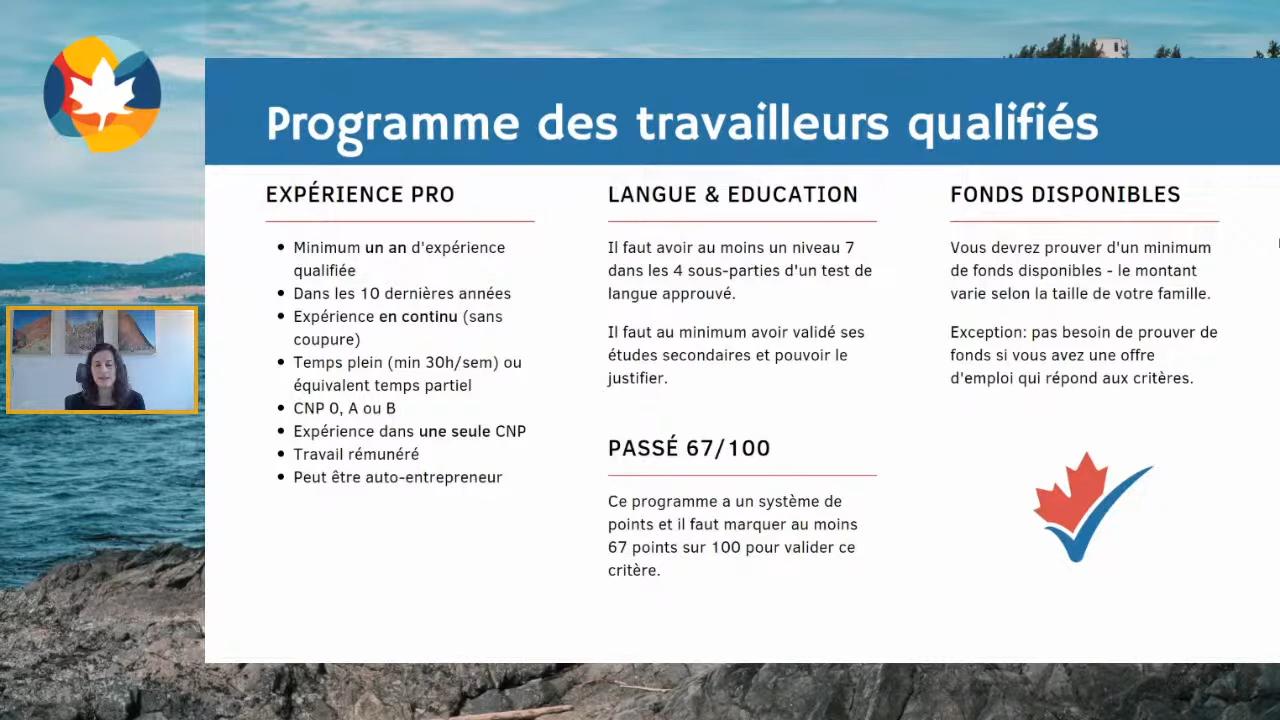 Programme des travailleurs qualifiés
EXPÉRIENCE PRO
• Minimum un an d'expérience
qualifiée
• Dans les 10 dernières années
• Expérience en continu (sans
coupure)
• Temps plein (min 30h/sem) ou
équivalent temps partiel
• CNP 0, A ou B
• Expérience dans une seule CNP
• Travail rémunéré
• Peut être auto-entrepreneur
LANGUE & EDUCATION
Il faut avoir au moins un niveau 7
dans les 4 sous-parties d'un test de
langue approuvé.
Il faut au minimum avoir validé ses
études secondaires et pouvoir le
justifier.
PASSÉ 67/100
Ce programme a un système de
points et il faut marquer au moins
67 points sur 100 pour valider ce
critère.
FONDS DISPONIBLES
Vous devrez prouver d'un minimum
de fonds disponibles - le montant
varie selon la taille de votre famille.
Exception: pas besoin de prouver de
fonds si vous avez une offre
d'emploi qui répond aux critères.